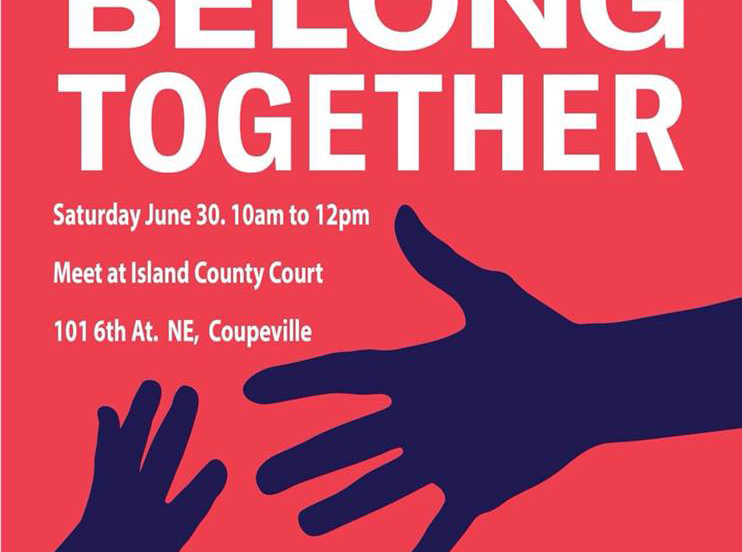 BELONG
TOGETHER
Saturday June 30. 10am to 12pm
Meet at Island County Court
101 6th At. NE, Coupeville